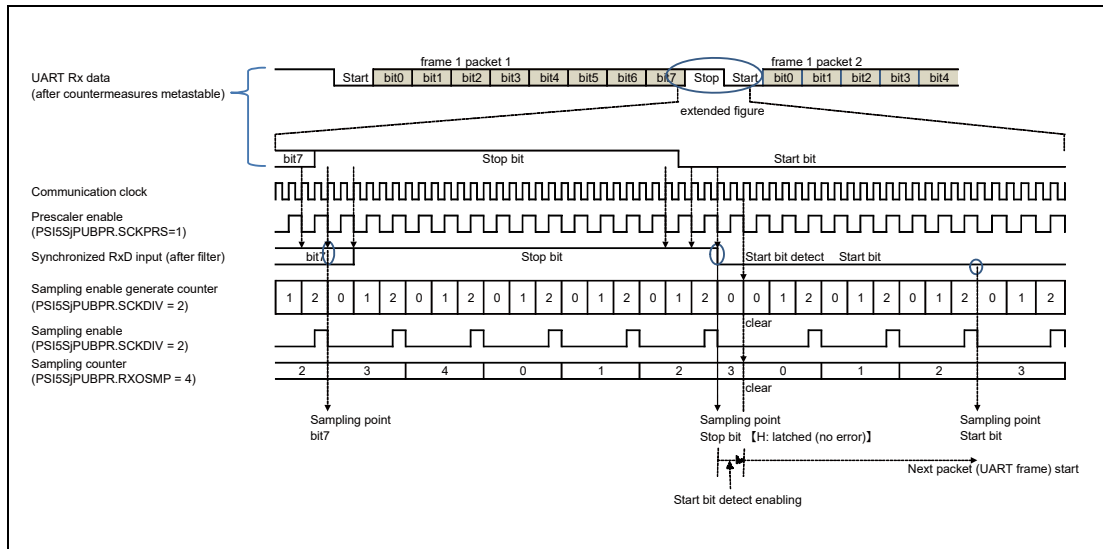 frame 1 packet 1 frame 1 packet 2
UART Rx data
(after countermeasures metastable)
Start bit0 bit1 bit2 bit3 bit4 bit5 bit6 bit7 Stop Start bit0 bit1 bit2 bit3 bit4
extended figure
bit7 Stop bit Start bit
Communication clock
Prescaler enable
(PSI5SjPUBPR.SCKPRS=1)
Synchronized RxD input (after filter) bit7 Stop bit Start bit detect Start bit
Sampling enable generate counter
(PSI5SjPUBPR.SCKDIV = 2)
1 2 0 1 2 0 1 2 0 1 2 0 1 2 0 1 2 0 0 1 2 0 1 2 0 1 2 0 1 2
clear
Sampling enable
(PSI5SjPUBPR.SCKDIV = 2)
Sampling counter
(PSI5SjPUBPR.RXOSMP = 4)
2 3 4 0 1 2 3 0 1 2 3
clear
Sampling point Sampling point Sampling point
bit7 Stop bit 【H: latched (no error)】 Start bit
Next packet (UART frame) start
Start bit detect enabling